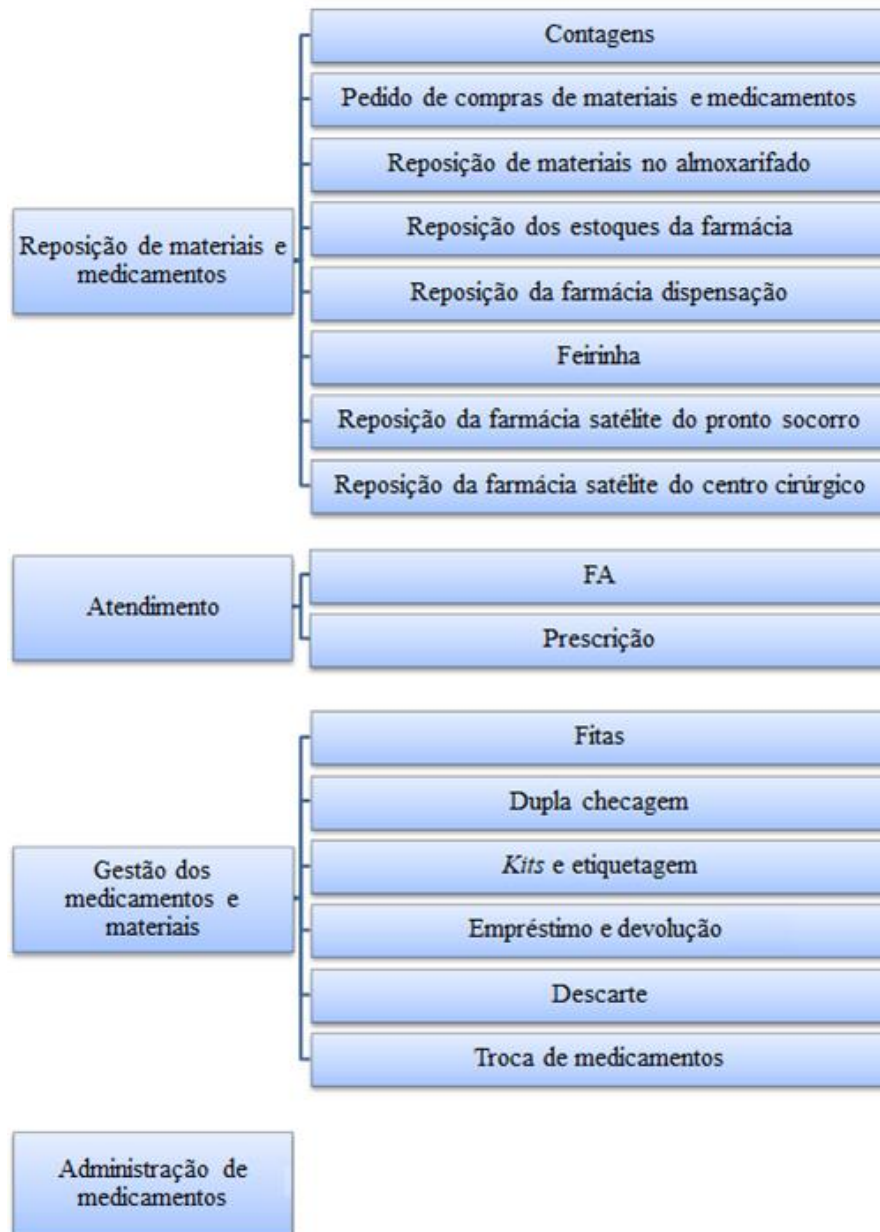 Reposição de materiais e
medicamentos
Contagens
Pedido de compras de materiais e medicamentos
Reposição de materiais no almoxarifado
Reposição dos estoques da farmácia
Reposição da farmácia dispensação
Feirinha
Reposição da farmácia satélite do pronto socorro
Reposição da farmácia satélite do centro cirúrgico
Atendimento
FA
Prescrição
Gestão dos
medicamentos e
materiais
Fitas
Dupla checagem
Kits e etiquetagem
Empréstimo e devolução
Descarte
Troca de medicamentos
Administração de
medicamentos